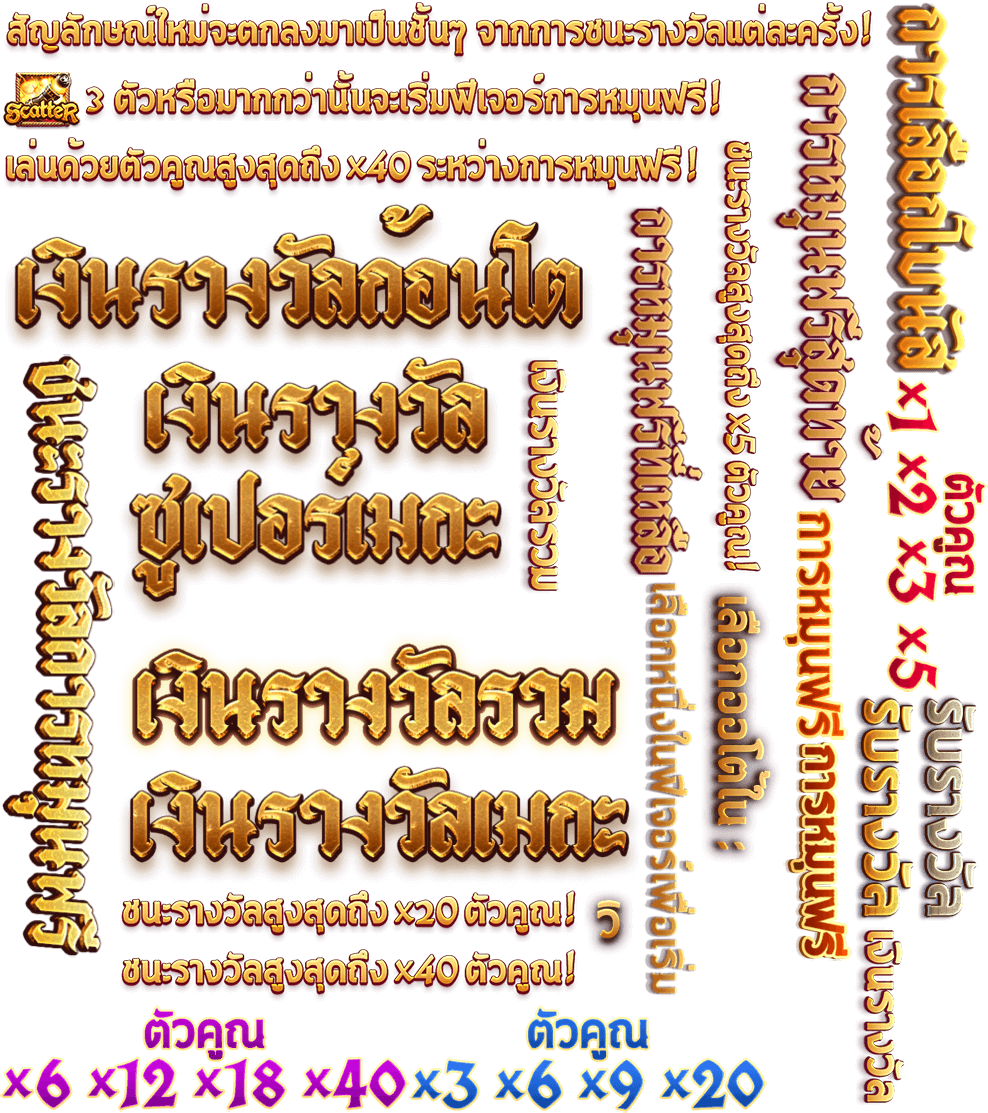 สัญลักษณ์ใหม่จะตกลงมาเป็นชั้นๆ จากการชนะรางวัลแต่ละครั้ง!
SCatteR 3 ตัวหรือมากกว่านั้นจะเริ่มฟีเจอร์การหมุนฟรี!
เล่นด้วยตัวคูณสูงสุดถึง x40 ระหว่างการหมุนฟรี!
เงินรางวัลก้อนโต
เงินรางวัล
ซูเปอร์เมกะ
เงินรางวัลรวม
เงินรางวัลเมกะ
ชนะรางวัลสูงสุดถึง x20 ตัวคูณ!
ชนะรางวัลสูงสุดถึง x40 ตัวคูณ!
วิ
ตัวคูณ
x6 x12 x18 x40
ตัวคูณ
x3 x6 x9 x20
ชนะรางวัลการหมุนฟรี
เงินรางวัลรวม
การหมุนฟรีที่เหลือ
เลือกหนึ่งในฟีเจอร์เพื่อเริ่ม
ชนะรางวัลสูงสุดถึง x5 ตัวคูณ!
เลือกออโต้ใน :
การหมุนฟรีสุดท้าย
การหมุนฟรี
การหมุนฟรี
การเลือกโบนัส
ตัวคูณ
x1 x2 x3 x5
รับรางวัล
รับรางวัล
เงินรางวัล